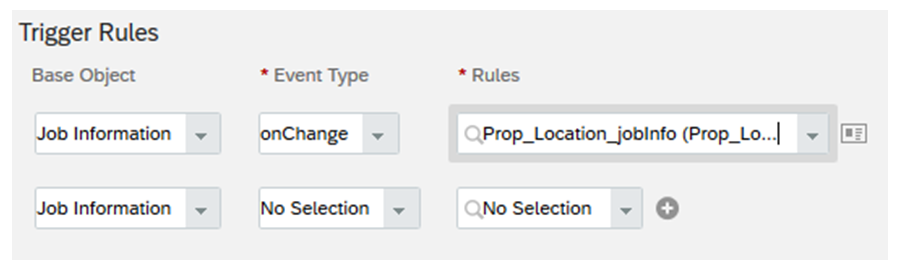 Trigger Rules
Base Object * Event Type * Rules
Job Information onChange Prop_Location_jobInfo (Prop_Lo...
Job Information No Selection No Selection